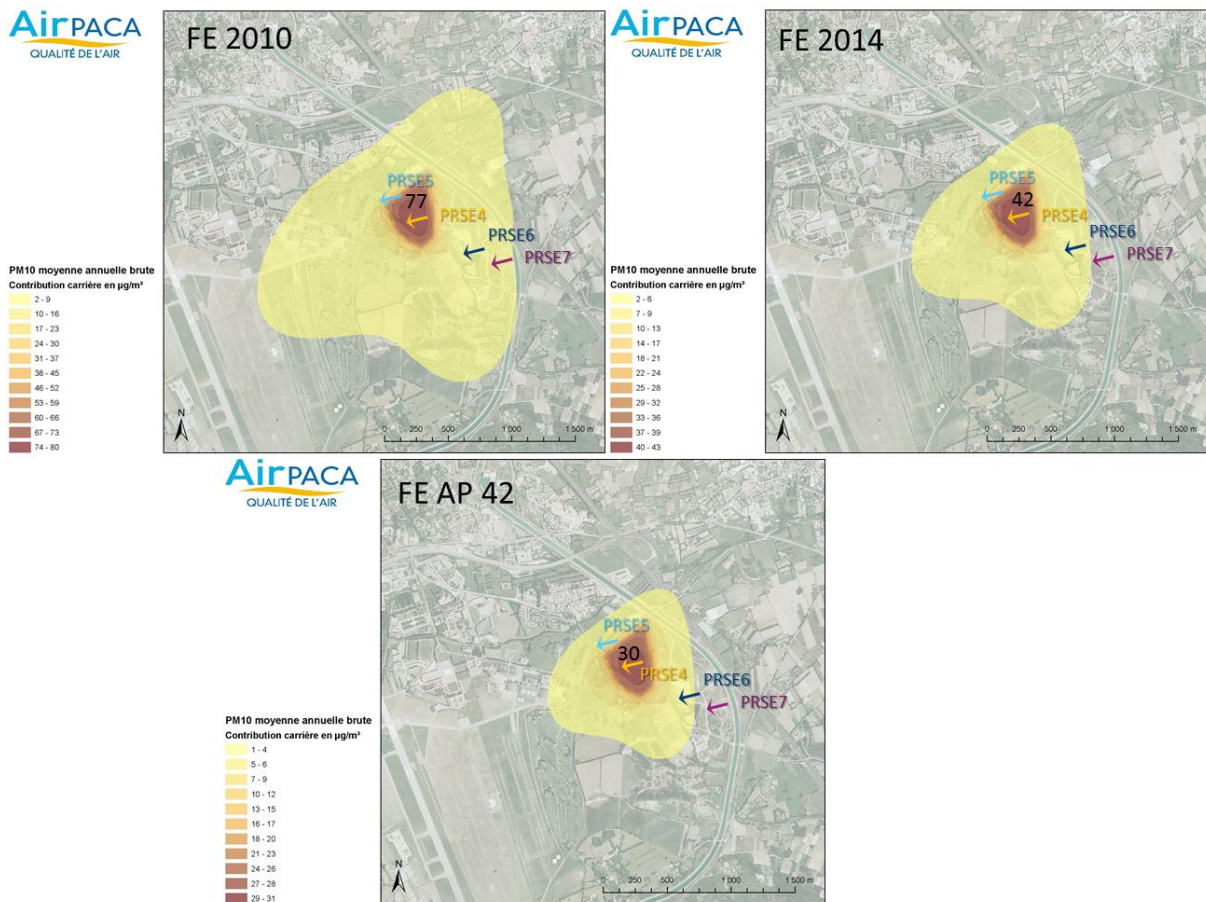 AirPACA
QUALITÉ DE L'AIR
FE 2010
PRSE5
77
PRSE4
PRSE6
PRSE7
PM10 moyenne annuelle brute
Contribution carrière en µg/m³
2 - 9
10 - 16
17 - 23
24 - 30
31 - 37
38 - 45
46 - 52
53 - 59
60 - 66
67 - 73
74 - 80
N
0 250 500 1 000 1 500 m
AirPACA
QUALITÉ DE L'AIR
FE 2014
PRSE5
42
PRSE4
PRSE6
PRSE7
PM10 moyenne annuelle brute
Contribution carrière en µg/m³
2 - 6
7 - 9
10 - 13
14 - 17
18 - 21
22 - 24
25 - 28
29 - 32
33 - 36
37 - 39
40 - 43
N
0 250 500 1 000 1 500 m
AirPACA
QUALITÉ DE L'AIR
FE AP 42
PRSE5
30
PRSE4
PRSE6
PRSE7
PM10 moyenne annuelle brute
Contribution carrière en µg/m³
1 - 4
5 - 6
7 - 9
10 - 12
13 - 15
16 - 17
18 - 20
21 - 23
24 - 26
27 - 28
29 - 31
N
0 250 500 1 000 1 500 m